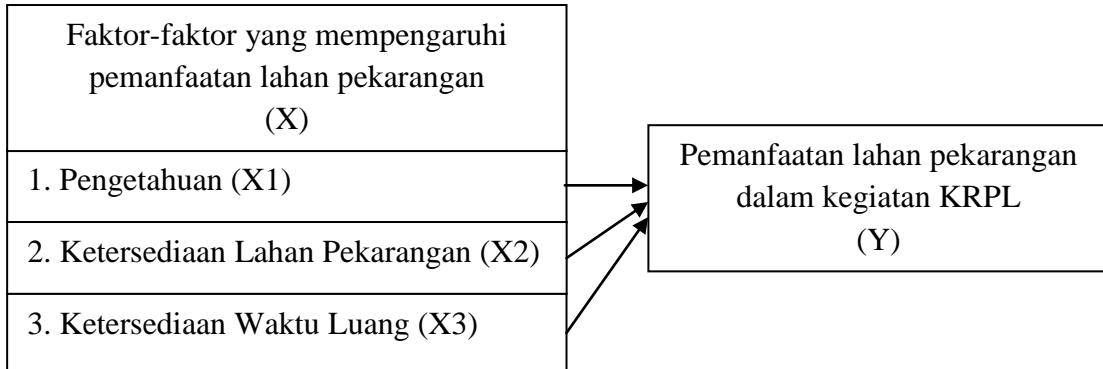 Faktor-faktor yang mempengaruhi
pemanfaatan lahan pekarangan
(X)
1. Pengetahuan (X1)
2. Ketersediaan Lahan Pekarangan (X2)
3. Ketersediaan Waktu Luang (X3)
Pemanfaatan lahan pekarangan
dalam kegiatan KRPL
(Y)